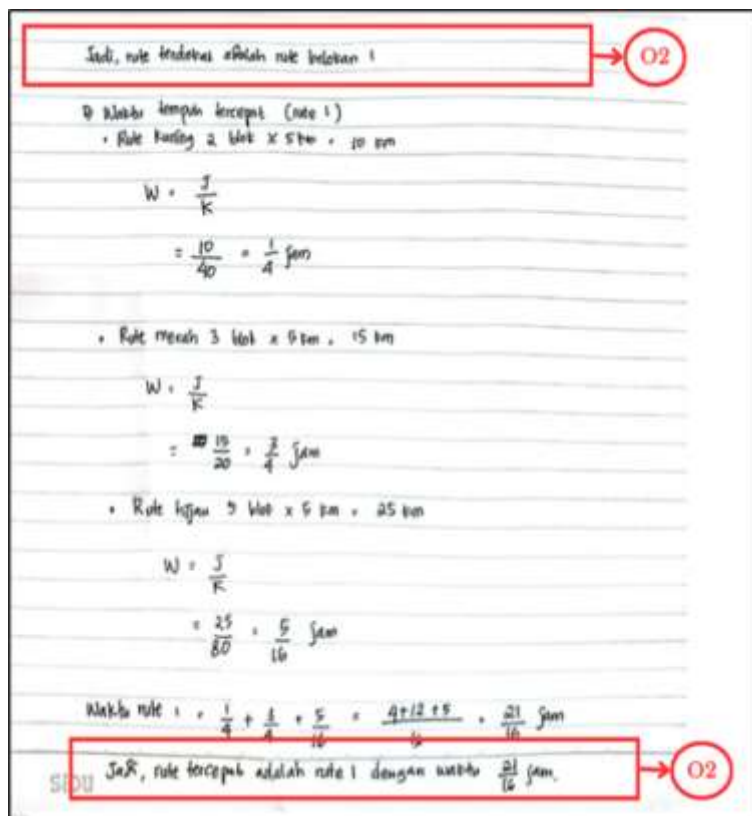 Jadi, rute terdekat adalah rute belokan 1
O2
Waktu tempuh tercepat (rute 1)
• Rute kuning 2 blok x 5 km = 10 km
W = J/K
= 10/40 = 1/4 jam
• Rute merah 3 blok x 5 km = 15 km
W = J/K
= 15/20 = 3/4 jam
• Rute hijau 5 blok x 5 km = 25 km
W = J/K
= 25/80 = 5/16 jam
Waktu rute 1 = 1/4 + 3/4 + 5/16 = 4+12+5/16 = 21/16 jam
Jadi, rute tercepat adalah rute 1 dengan waktu 21/16 jam.
O2
SIDU